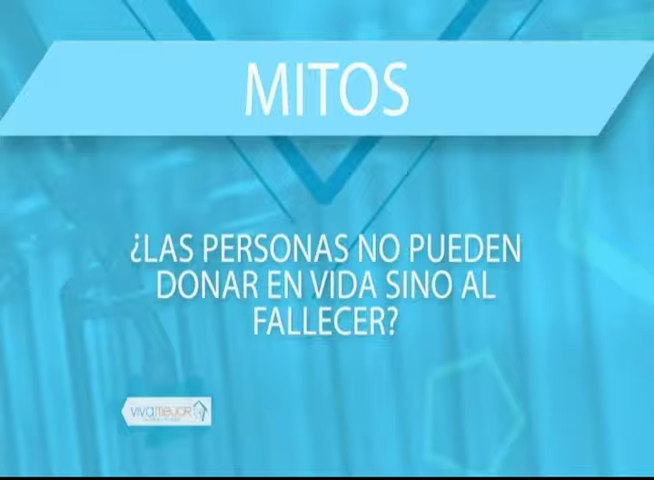 MITOS
¿LAS PERSONAS NO PUEDEN
DONAR EN VIDA SINO AL
FALLECER?
vivamejor